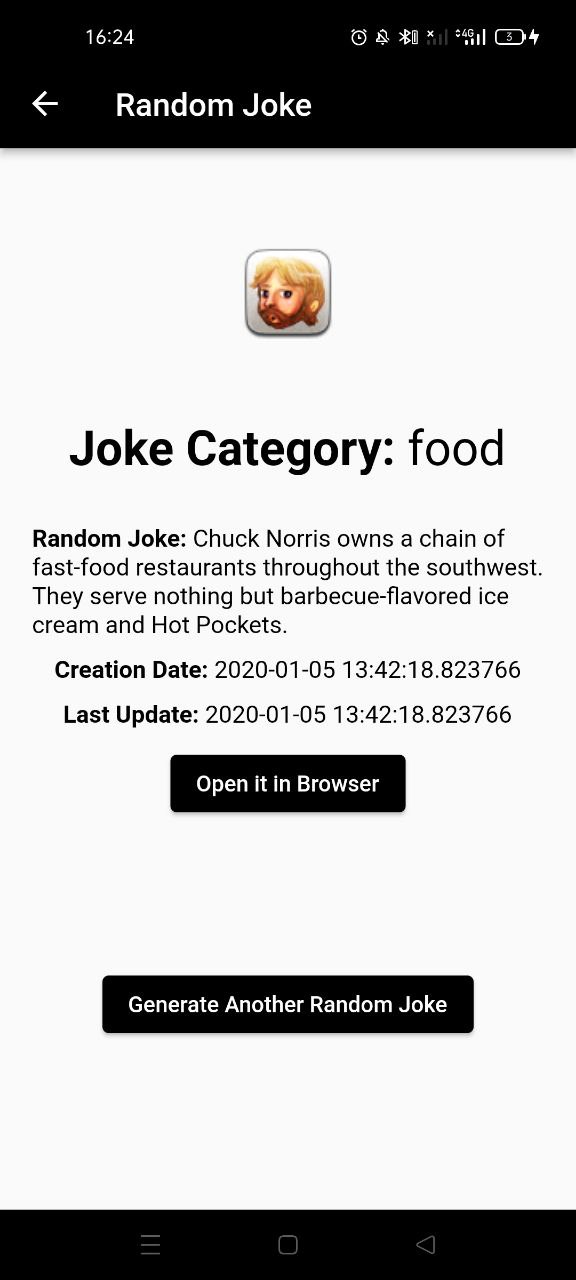 16:24
4G
3
Random Joke
Joke Category: food
Random Joke: Chuck Norris owns a chain of
fast-food restaurants throughout the southwest.
They serve nothing but barbecue-flavored ice
cream and Hot Pockets.
Creation Date: 2020-01-05 13:42:18.823766
Last Update: 2020-01-05 13:42:18.823766
Open it in Browser
Generate Another Random Joke